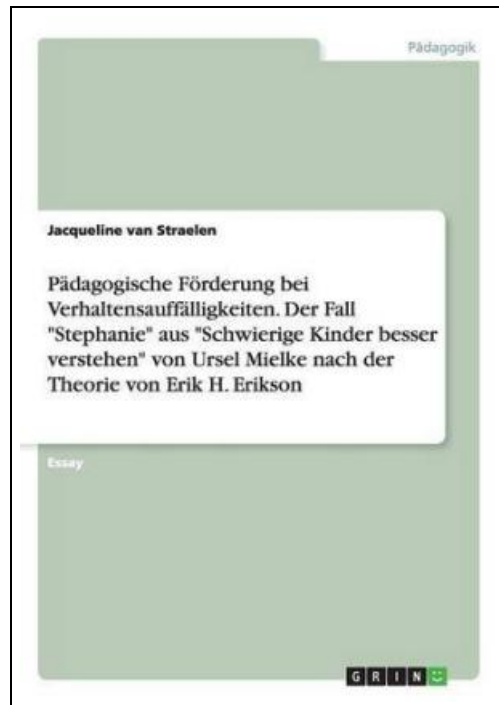 Pädagogik
Jacqueline van Straelen
Pädagogische Förderung bei
Verhaltensauffälligkeiten. Der Fall
"Stephanie" aus "Schwierige Kinder besser
verstehen" von Ursel Mielke nach der
Theorie von Erik H. Erikson
Essay
GRIN